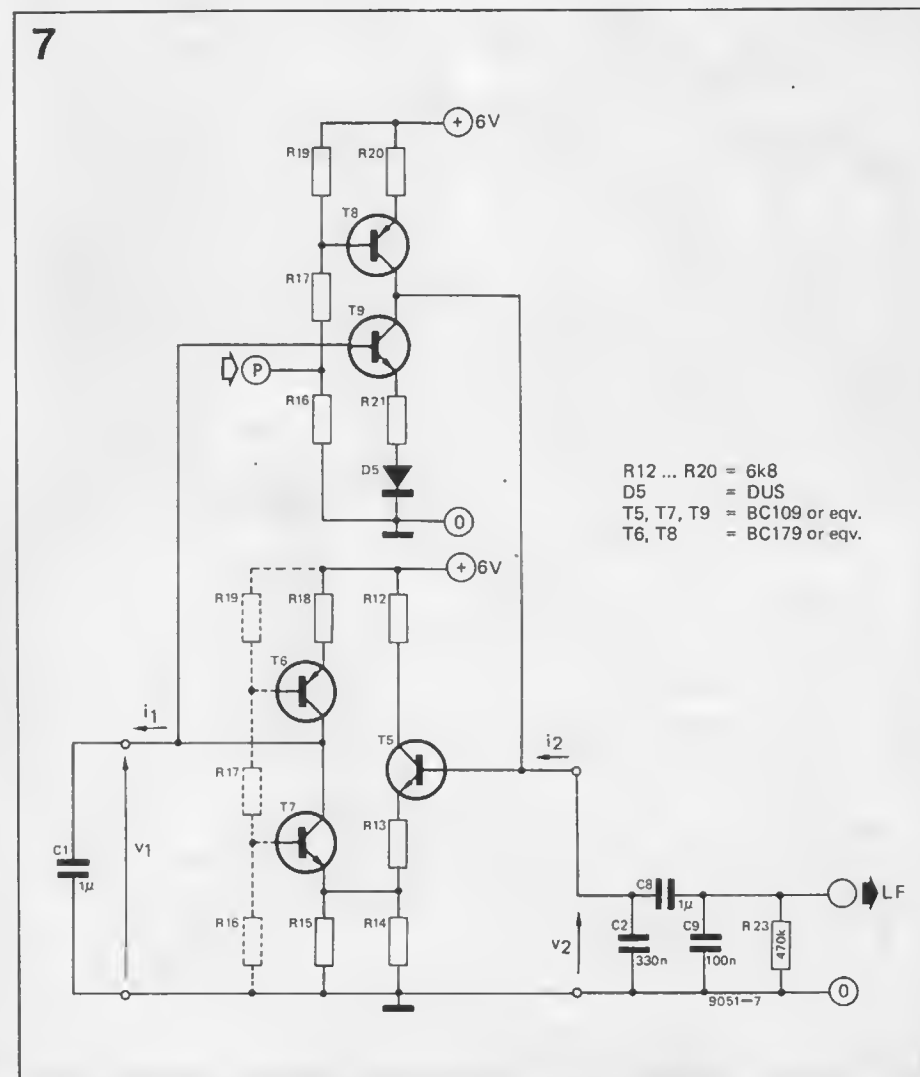 7
+ 6V
R19
R20
T8
R17
T9
P
R16
R21
D5
0
R12 ... R20 = 6k8
D5 = DUS
T5, T7, T9 = BC109 or eqv.
T6, T8 = BC179 or eqv.
+ 6V
R19
R18
R12
T6
i1
i2
T5
R17
T7
R13
C1
1μ
v1
R16
R15
R14
v2
C2
330n
C8
1μ
C9
100n
R23
470k
LF
9051-7
0